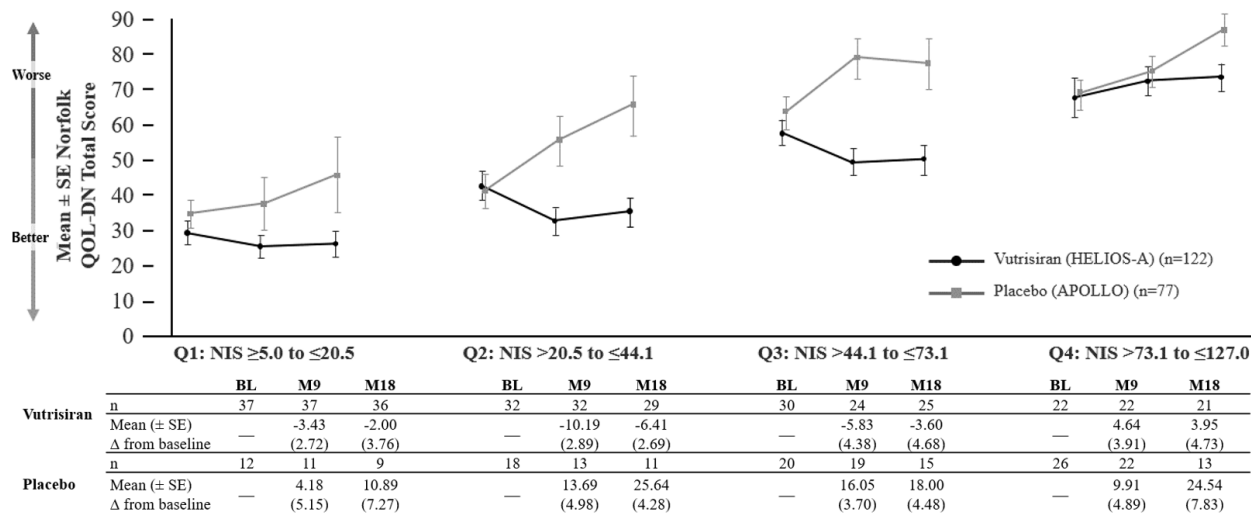 90
80
70
60
50
40
30
20
10
0
Worse
Better
Mean ± SE Norfolk
QOL-DN Total Score
Vutrisiran (HELIOS-A) (n=122)
Placebo (APOLLO) (n=77)
Q1: NIS ≥5.0 to ≤20.5 Q2: NIS >20.5 to ≤44.1 Q3: NIS >44.1 to ≤73.1 Q4: NIS >73.1 to ≤127.0
BL M9 M18 BL M9 M18 BL M9 M18 BL M9 M18
Vutrisiran
n 37 37 36 32 32 29 30 24 25 22 22 21
Mean (± SE) -3.43 -2.00 -10.19 -6.41 -5.83 -3.60 4.64 3.95
Δ from baseline — (2.72) (3.76) — (2.89) (2.69) — (4.38) (4.68) — (3.91) (4.73)
Placebo
n 12 11 9 18 13 11 20 19 15 26 22 13
Mean (± SE) 4.18 10.89 13.69 25.64 16.05 18.00 9.91 24.54
Δ from baseline — (5.15) (7.27) — (4.98) (4.28) — (3.70) (4.48) — (4.89) (7.83)